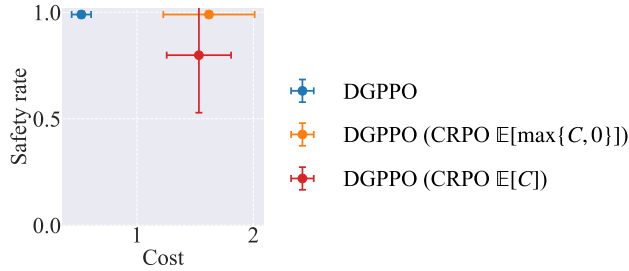 1.0
0.5
0.0
Safety rate
1
2
Cost
DGPPO
DGPPO (CRPO 𝔼[max{C, 0}])
DGPPO (CRPO 𝔼[C])